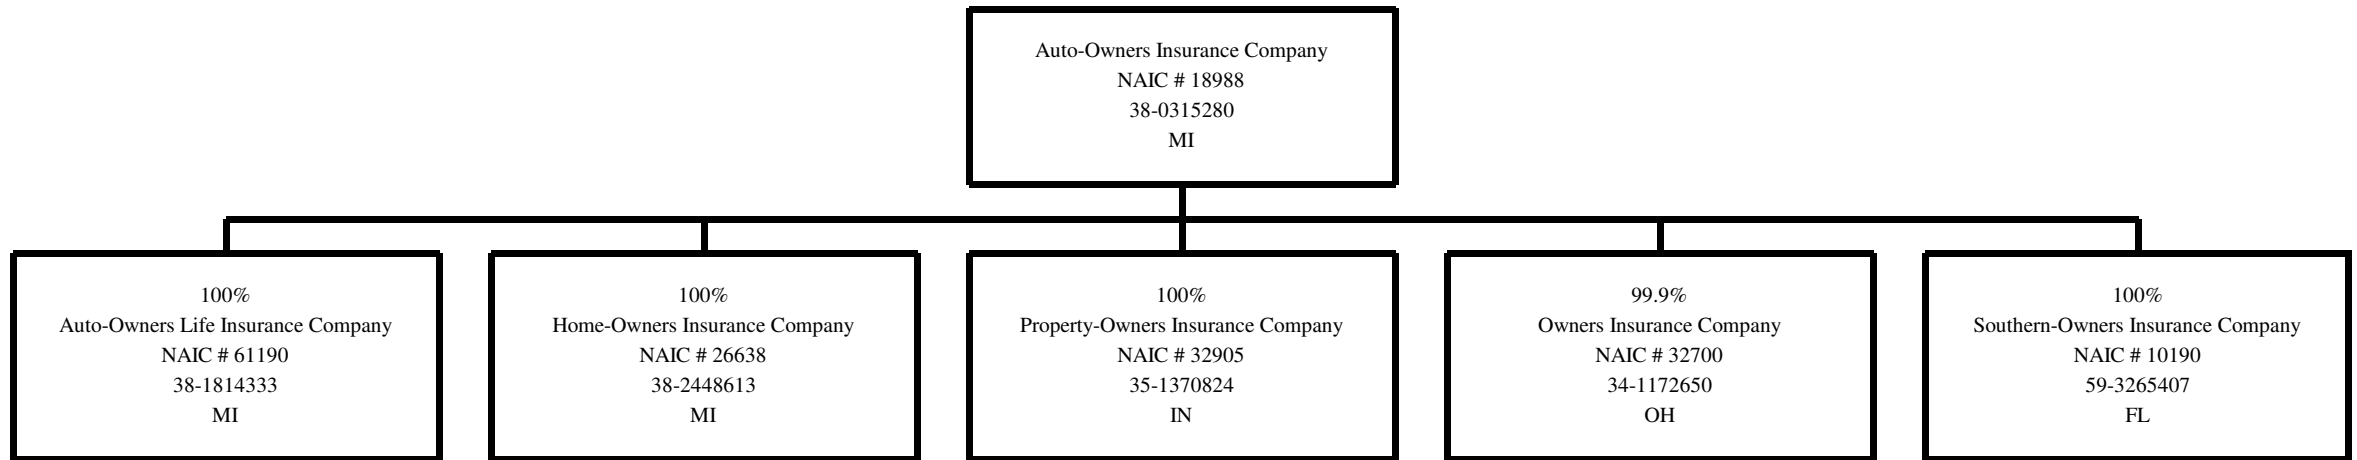 Auto-Owners Insurance Company
NAIC # 18988
38-0315280
MI
100%
Auto-Owners Life Insurance Company
NAIC # 61190
38-1814333
MI
100%
Home-Owners Insurance Company
NAIC # 26638
38-2448613
MI
100%
Property-Owners Insurance Company
NAIC # 32905
35-1370824
IN
99.9%
Owners Insurance Company
NAIC # 32700
34-1172650
OH
100%
Southern-Owners Insurance Company
NAIC # 10190
59-3265407
FL